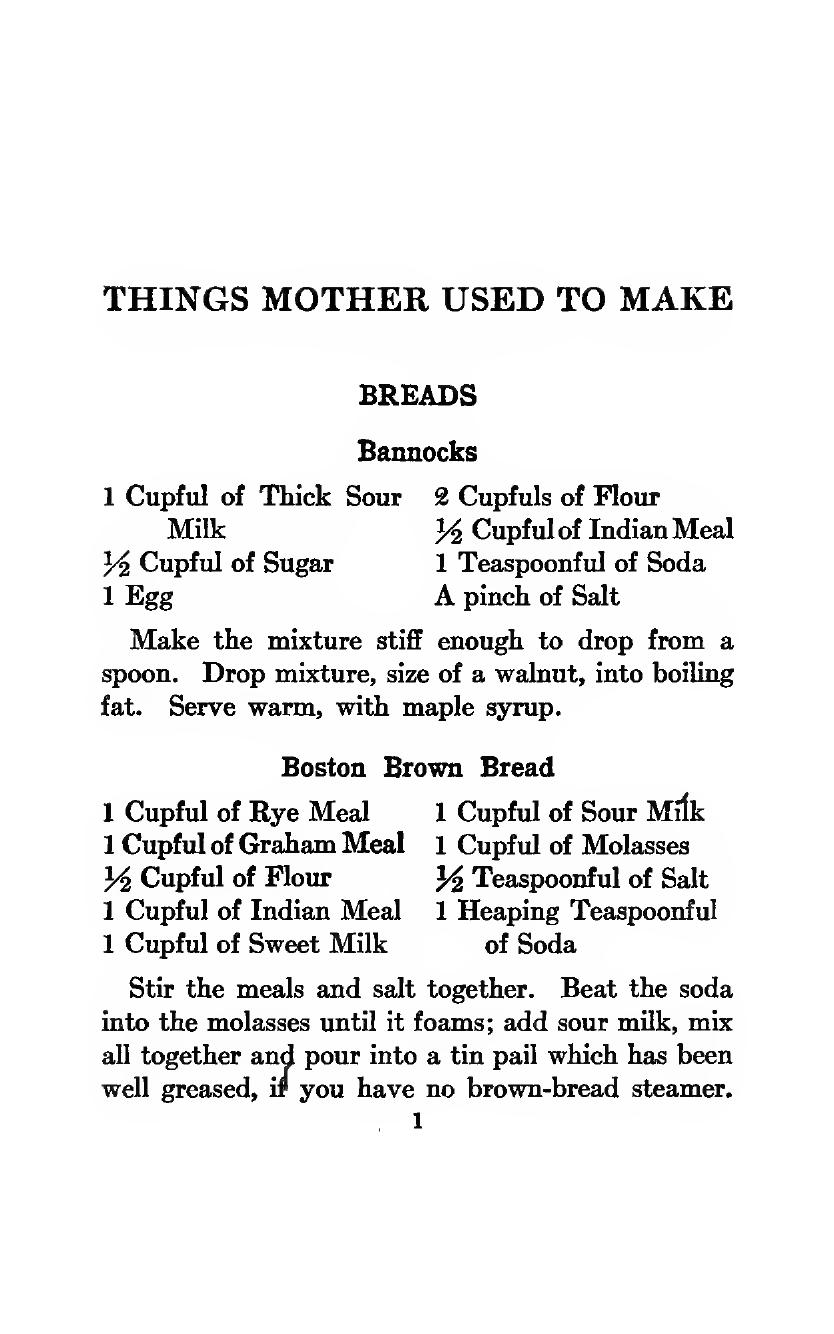 THINGS MOTHER USED TO MAKE
BREADS
Bannocks
1 Cupful of Thick Sour
Milk
½ Cupful of Sugar
1 Egg
2 Cupfuls of Flour
½ Cupful of Indian Meal
1 Teaspoonful of Soda
A pinch of Salt
Make the mixture stiff enough to drop from a
spoon. Drop mixture, size of a walnut, into boiling
fat. Serve warm, with maple syrup.
Boston Brown Bread
1 Cupful of Rye Meal
1 Cupful of Graham Meal
½ Cupful of Flour
1 Cupful of Indian Meal
1 Cupful of Sweet Milk
1 Cupful of Sour Milk
1 Cupful of Molasses
½ Teaspoonful of Salt
1 Heaping Teaspoonful
of Soda
Stir the meals and salt together. Beat the soda
into the molasses until it foams; add sour milk, mix
all together and pour into a tin pail which has been
well greased, if you have no brown-bread steamer.
1